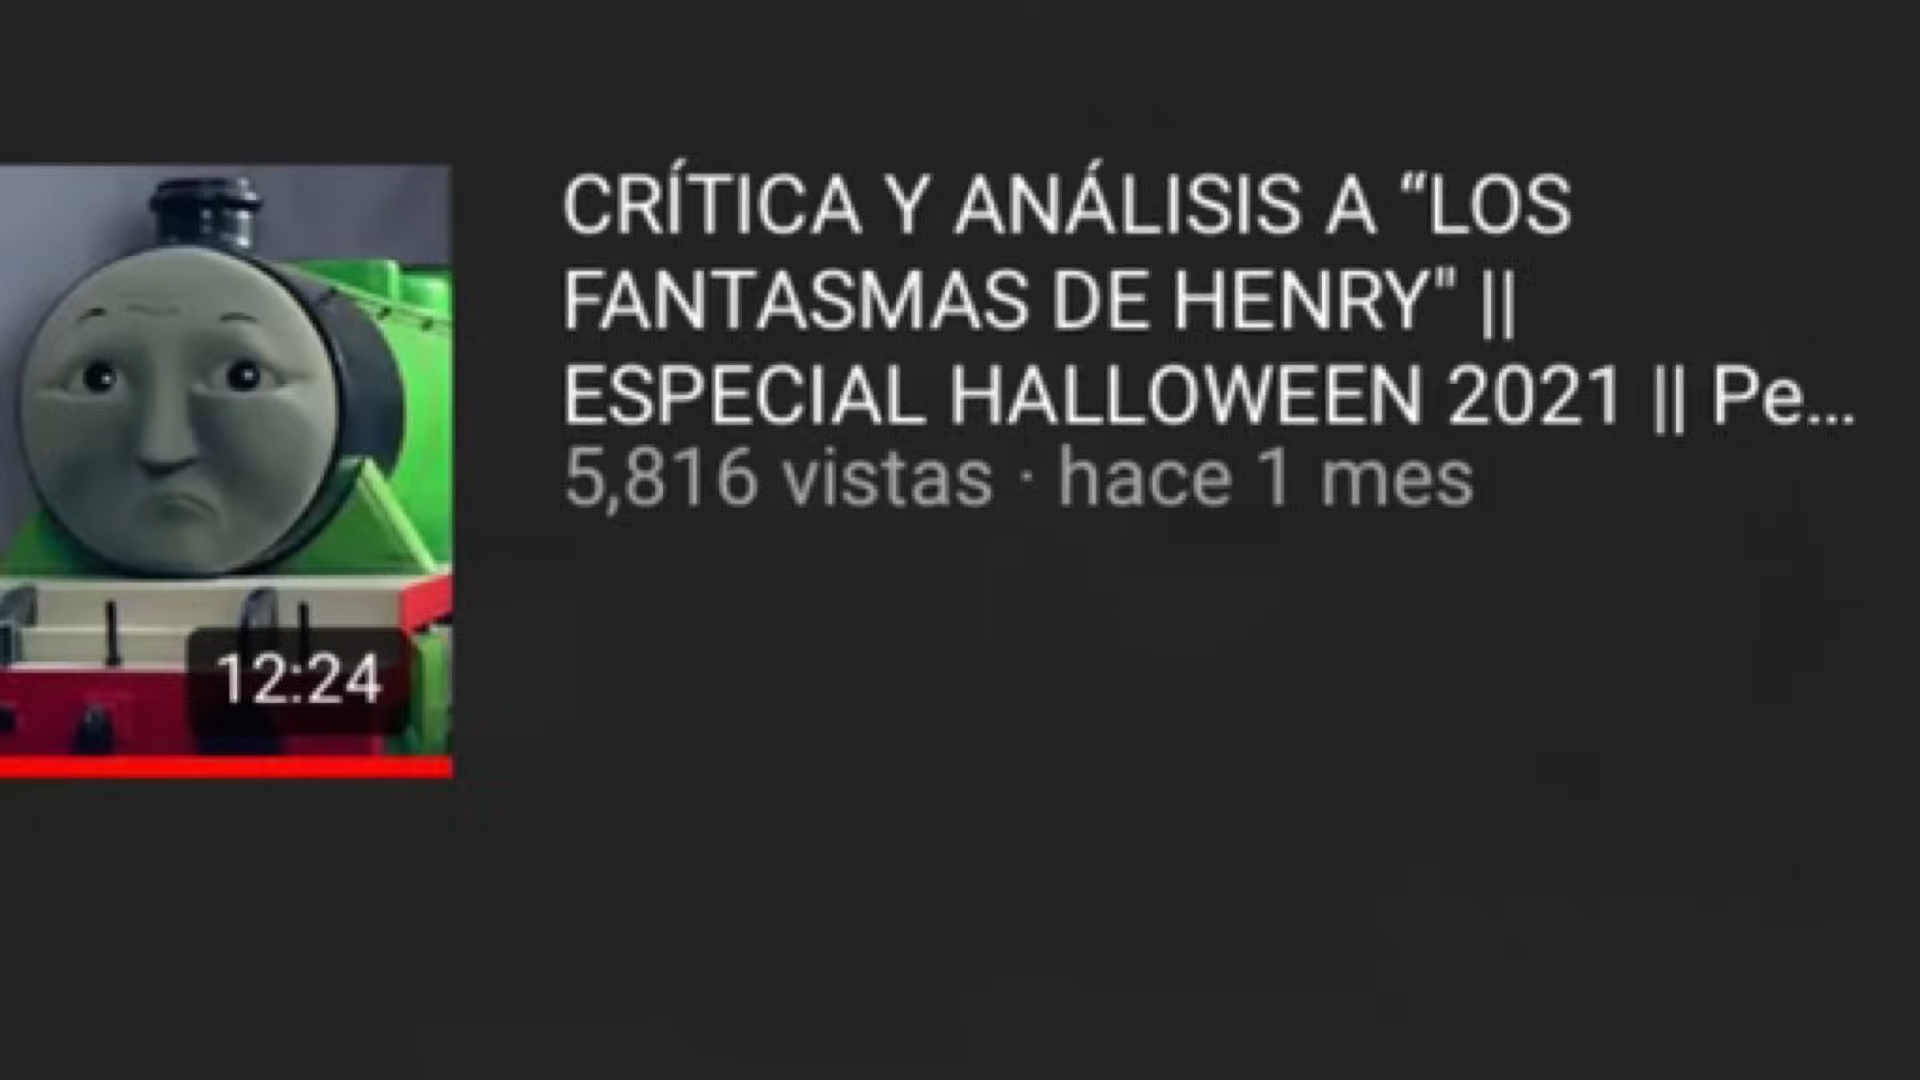 CRÍTICA Y ANÁLISIS A “LOS
FANTASMAS DE HENRY" ||
ESPECIAL HALLOWEEN 2021 || Pe...
5,816 vistas · hace 1 mes
12:24